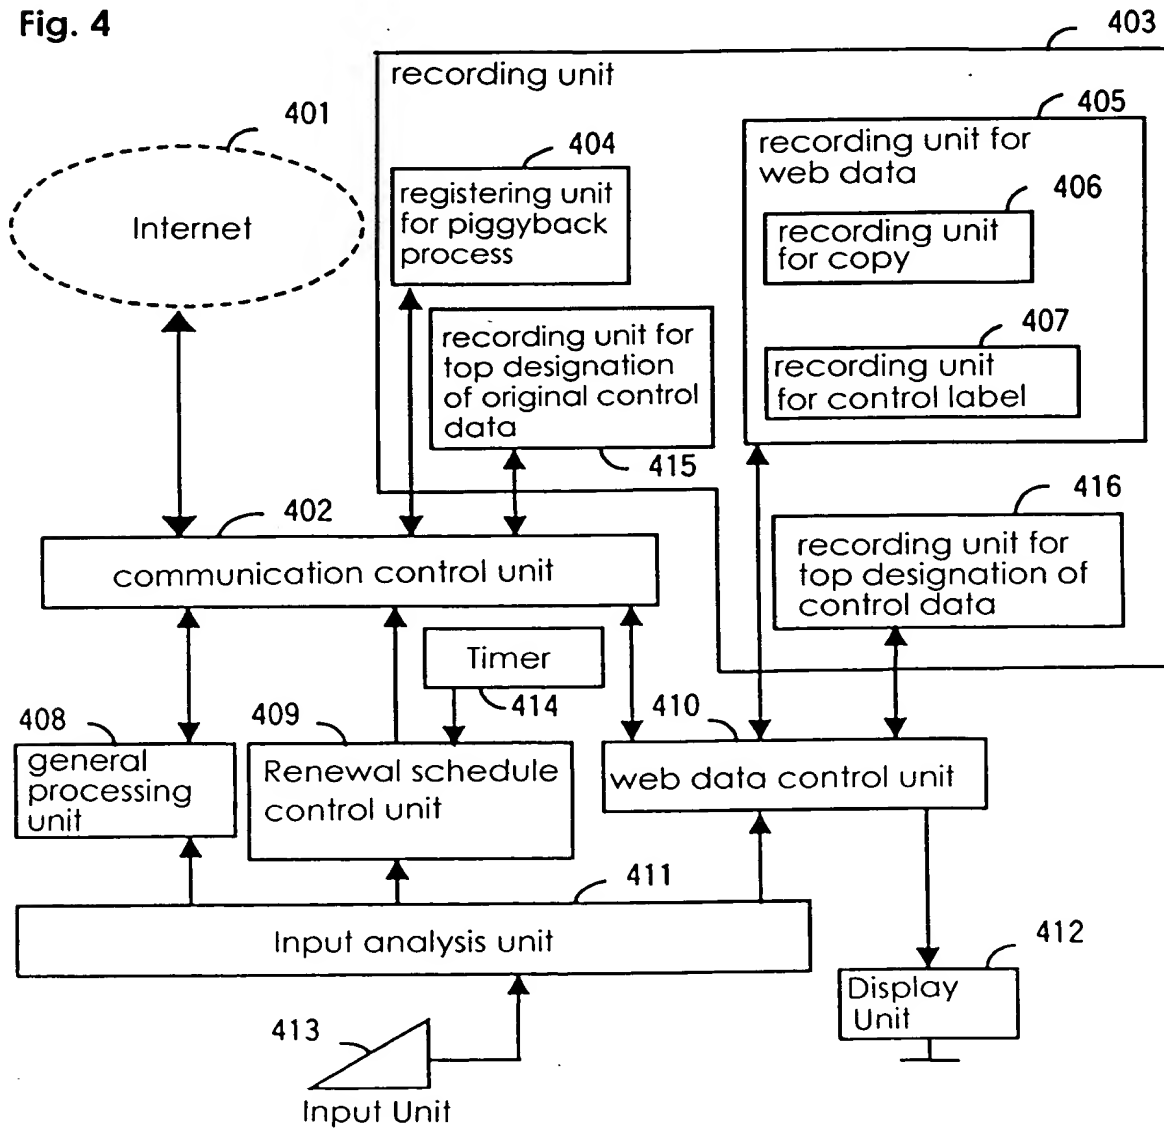 Fig. 4
403
recording unit
401
Internet
404
registering unit
for piggyback
process
405
recording unit for
web data
406
recording unit
for copy
407
recording unit
for control label
recording unit for
top designation
of original control
data
415
402
communication control unit
416
recording unit for
top designation of
control data
Timer
414
408
general
processing
unit
409
Renewal schedule
control unit
410
web data control unit
411
Input analysis unit
412
Display
Unit
413
Input Unit